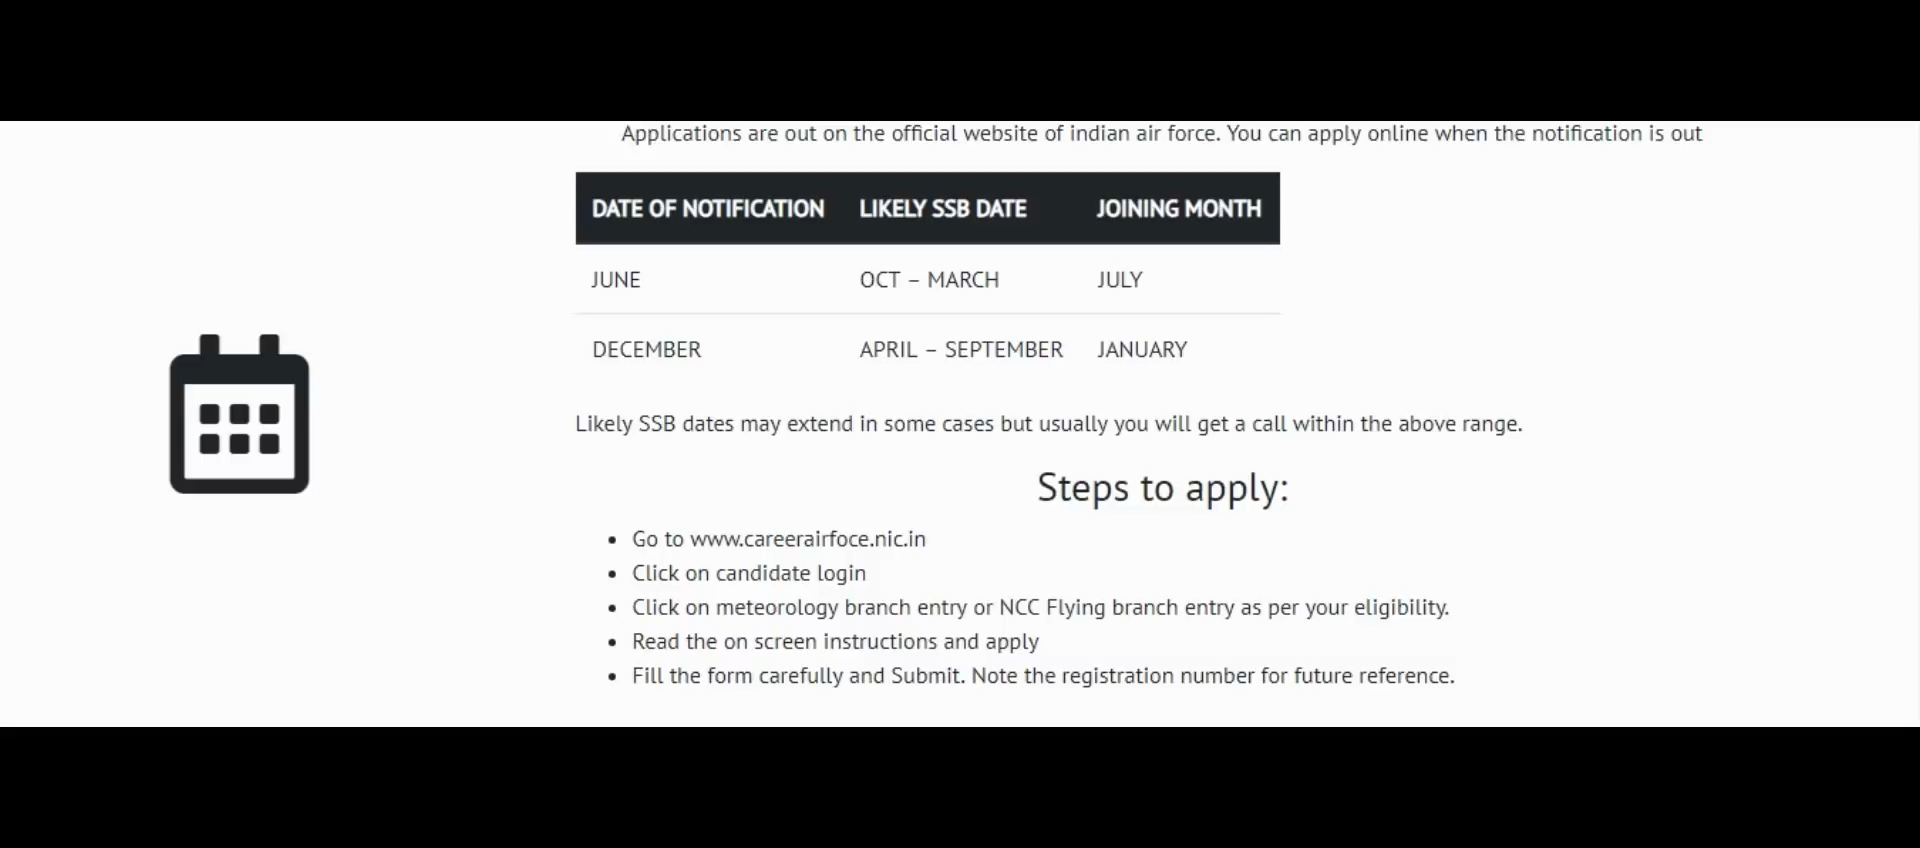 Applications are out on the official website of indian air force. You can apply online when the notification is out
DATE OF NOTIFICATION LIKELY SSB DATE JOINING MONTH
JUNE OCT – MARCH JULY
DECEMBER APRIL – SEPTEMBER JANUARY
Likely SSB dates may extend in some cases but usually you will get a call within the above range.
Steps to apply:
• Go to www.careerairfoce.nic.in
• Click on candidate login
• Click on meteorology branch entry or NCC Flying branch entry as per your eligibility.
• Read the on screen instructions and apply
• Fill the form carefully and Submit. Note the registration number for future reference.